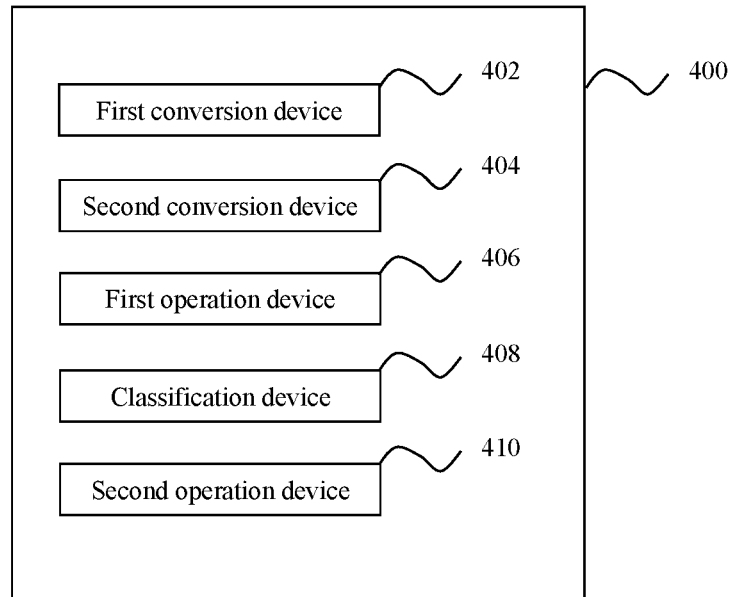 402
400
First conversion device
404
Second conversion device
406
First operation device
408
Classification device
410
Second operation device